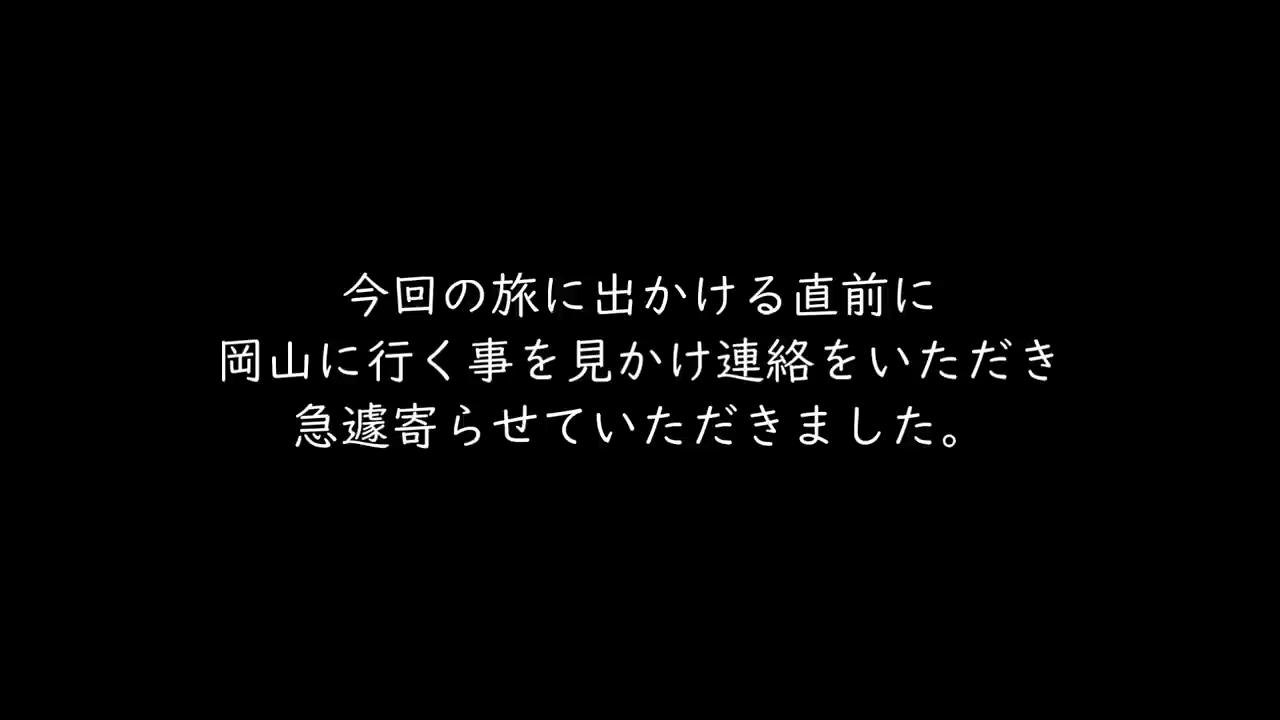 今回の旅に出かける直前に
岡山に行く事を見かけ連絡をいただき
急遽寄らせていただきました。